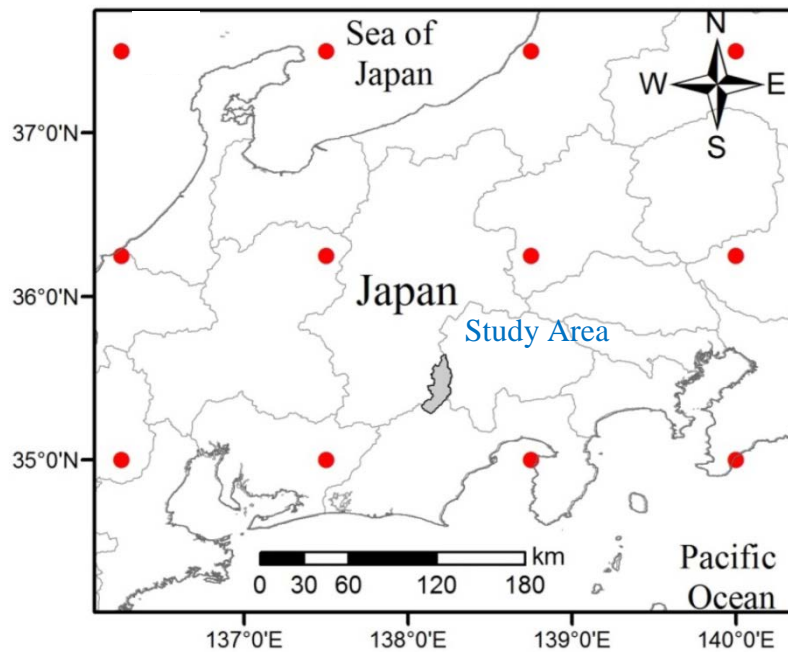 Sea of
Japan
N
W E
S
37°0'N
36°0'N
Japan
Study Area
35°0'N
km
0 30 60 120 180
Pacific
Ocean
137°0'E 138°0'E 139°0'E 140°0'E